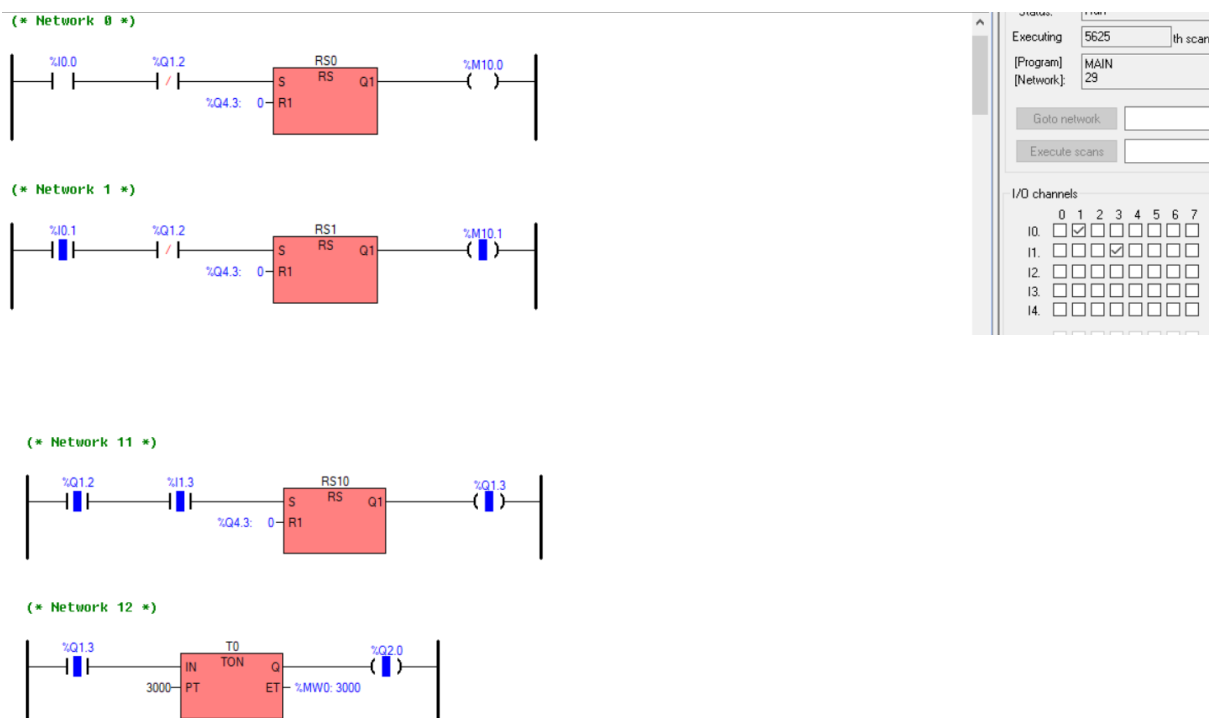 (* Network 0 *)
%I0.0 %Q1.2 RS0 %M10.0
S RS Q1
%Q4.3: 0 R1
(* Network 1 *)
%I0.1 %Q1.2 RS1 %M10.1
S RS Q1
%Q4.3: 0 R1
Executing 5625 th scan
[Program] MAIN
[Network]: 29
Goto network
Execute scans
I/O channels
0 1 2 3 4 5 6 7
I0.
I1.
I2.
I3.
I4.
(* Network 11 *)
%Q1.2 %I1.3 RS10 %Q1.3
S RS Q1
%Q4.3: 0 R1
(* Network 12 *)
%Q1.3 T0 %Q2.0
IN TON Q
3000 PT ET %MW0: 3000